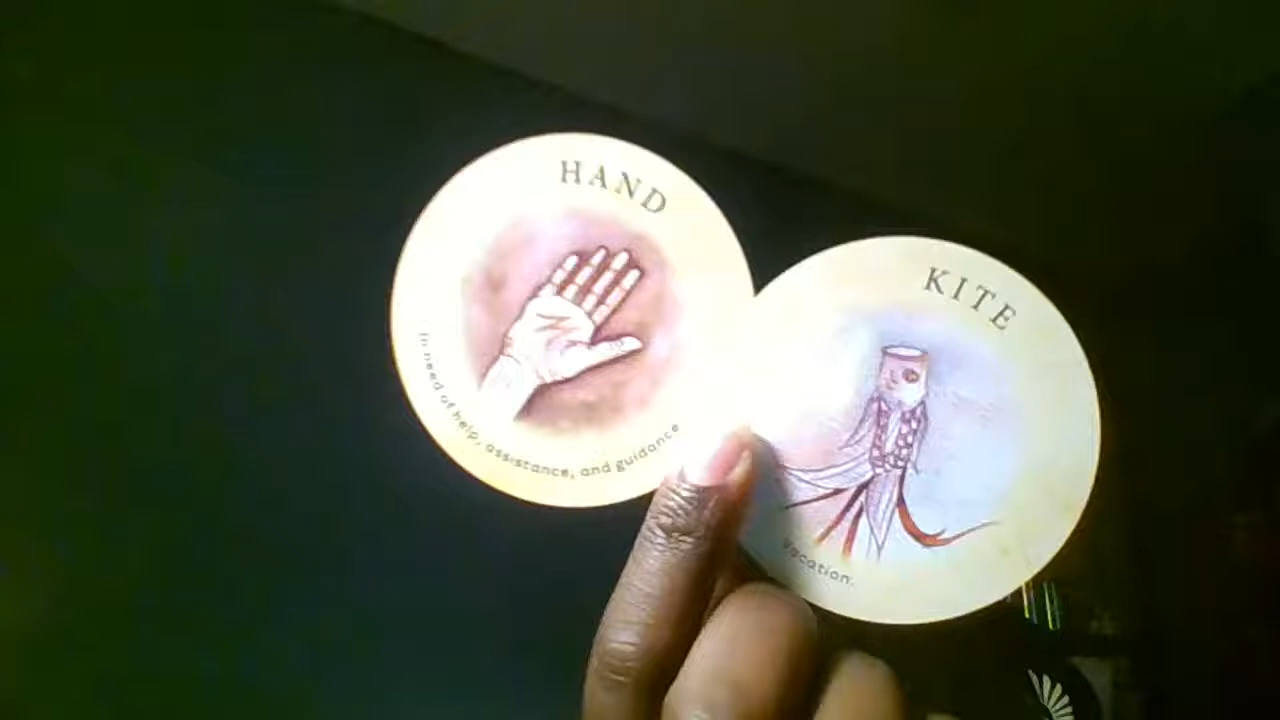 HAND
In need of help, assistance, and guidance
KITE
Vacation.